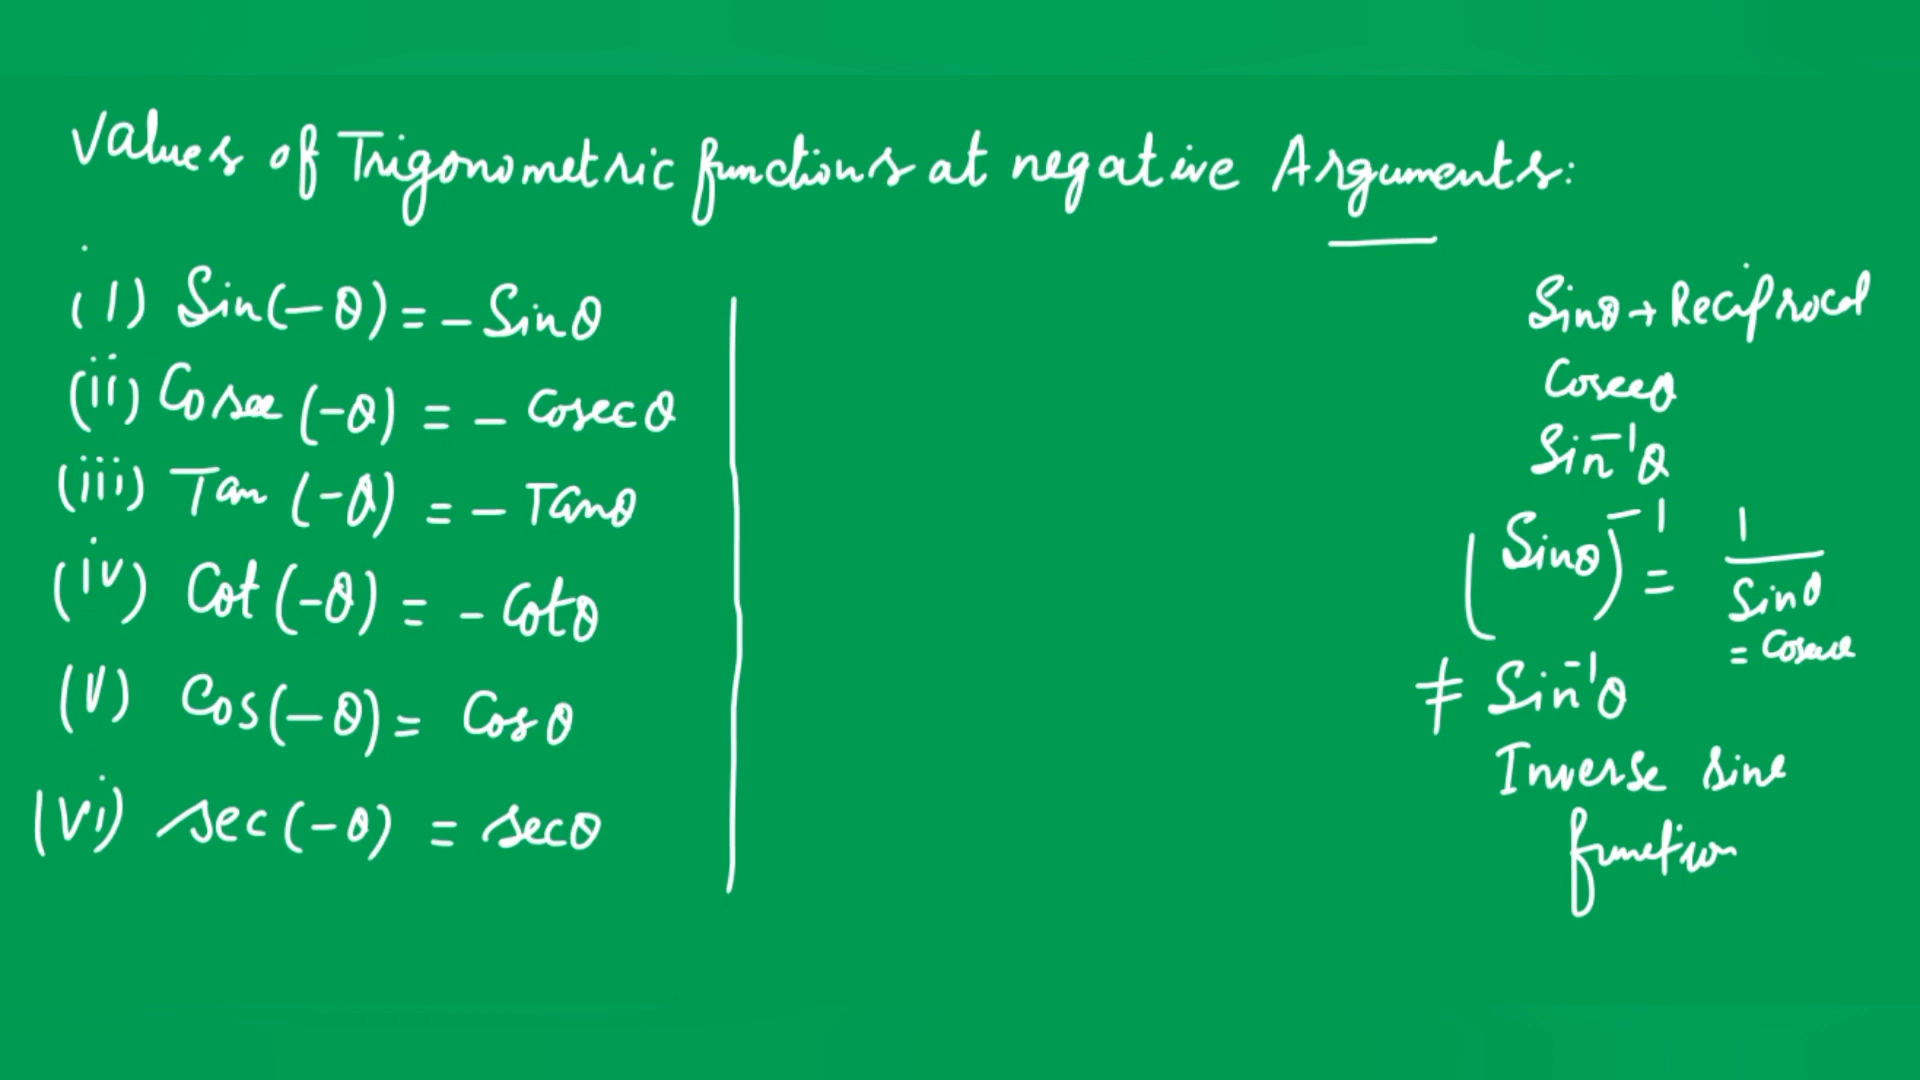 Values of Trigonometric functions at negative Arguments:
(i) Sin(-θ) = - Sinθ
(ii) Cosec (-θ) = - Cosecθ
(iii) Tan (-θ) = - Tanθ
(iv) Cot (-θ) = - Cotθ
(v) Cos(-θ) = Cosθ
(vi) sec(-θ) = secθ
Sinθ → Reciprocal
Cosecθ
Sin⁻¹θ
(Sinθ)⁻¹ = 1/Sinθ
= Cosecθ
≠ Sin⁻¹θ
Inverse sine
function